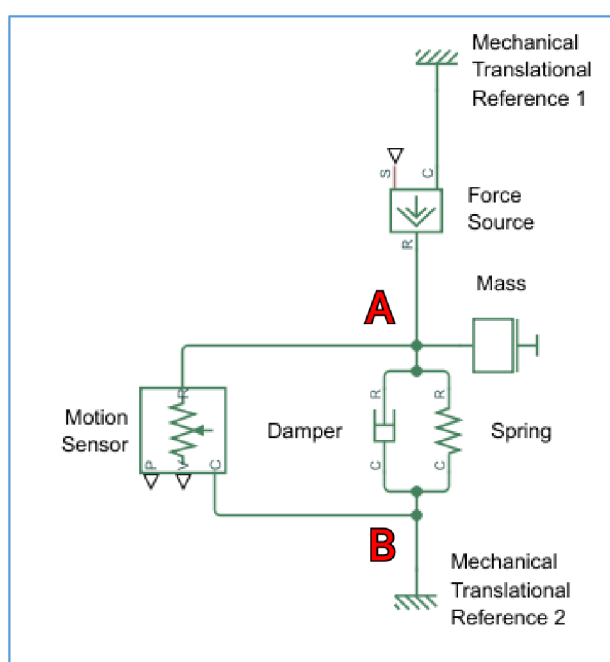 Mechanical
Translational
Reference 1
S
C
Force
Source
R
A
Mass
R
R
R
Motion
Sensor
Damper
Spring
P
V
C
C
C
B
Mechanical
Translational
Reference 2